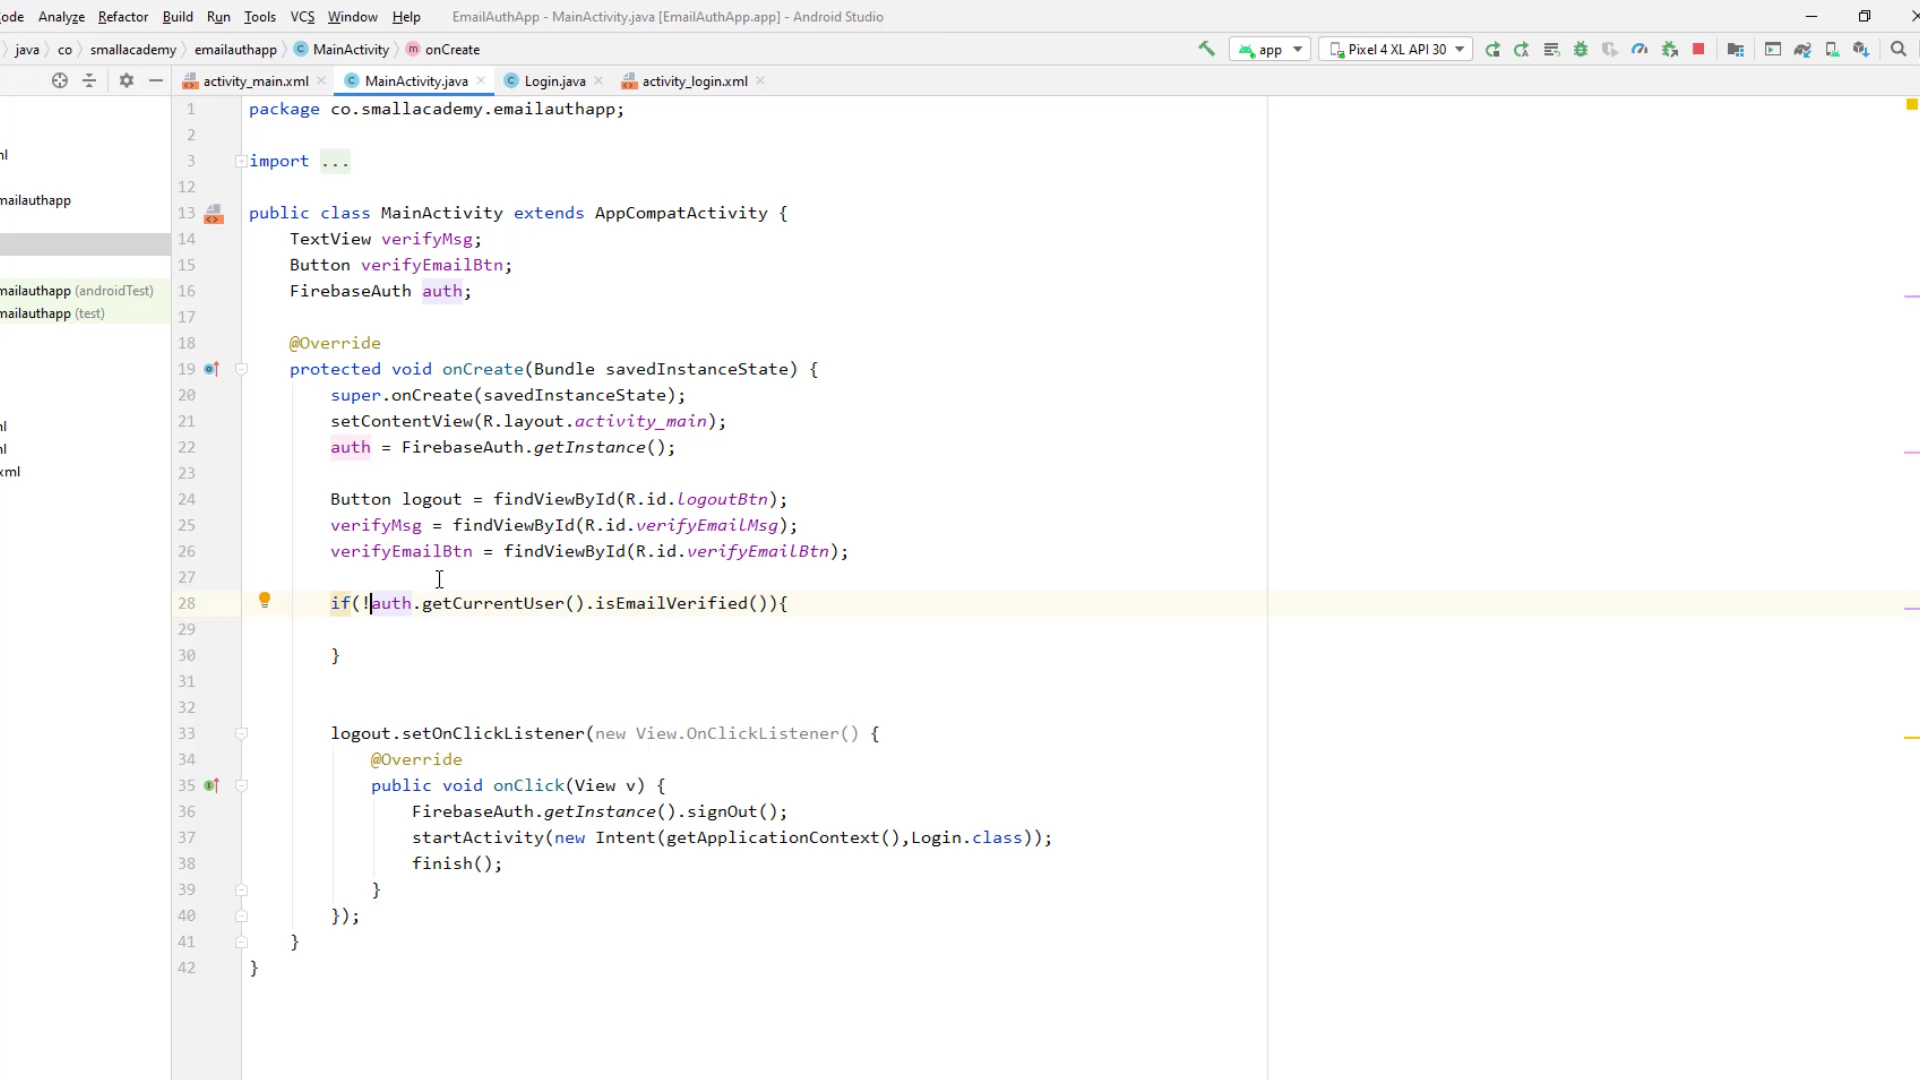 ode Analyze Refactor Build Run Tools VCS Window Help EmailAuthApp - MainActivity.java [EmailAuthApp.app] - Android Studio
java co smallacademy emailauthapp MainActivity onCreate app Pixel 4 XL API 30
activity_main.xml MainActivity.java Login.java activity_login.xml
nl
mailauthapp
mailauthapp (androidTest)
mailauthapp (test)
nl
nl
xml
1 package co.smallacademy.emailauthapp;
2
3 import ...
12
13 public class MainActivity extends AppCompatActivity {
14 TextView verifyMsg;
15 Button verifyEmailBtn;
16 FirebaseAuth auth;
17
18 @Override
19 protected void onCreate(Bundle savedInstanceState) {
20 super.onCreate(savedInstanceState);
21 setContentView(R.layout.activity_main);
22 auth = FirebaseAuth.getInstance();
23
24 Button logout = findViewById(R.id.logoutBtn);
25 verifyMsg = findViewById(R.id.verifyEmailMsg);
26 verifyEmailBtn = findViewById(R.id.verifyEmailBtn);
27
28 if(!auth.getCurrentUser().isEmailVerified()){
29
30 }
31
32
33 logout.setOnClickListener(new View.OnClickListener() {
34 @Override
35 public void onClick(View v) {
36 FirebaseAuth.getInstance().signOut();
37 startActivity(new Intent(getApplicationContext(),Login.class));
38 finish();
39 }
40 });
41 }
42 }